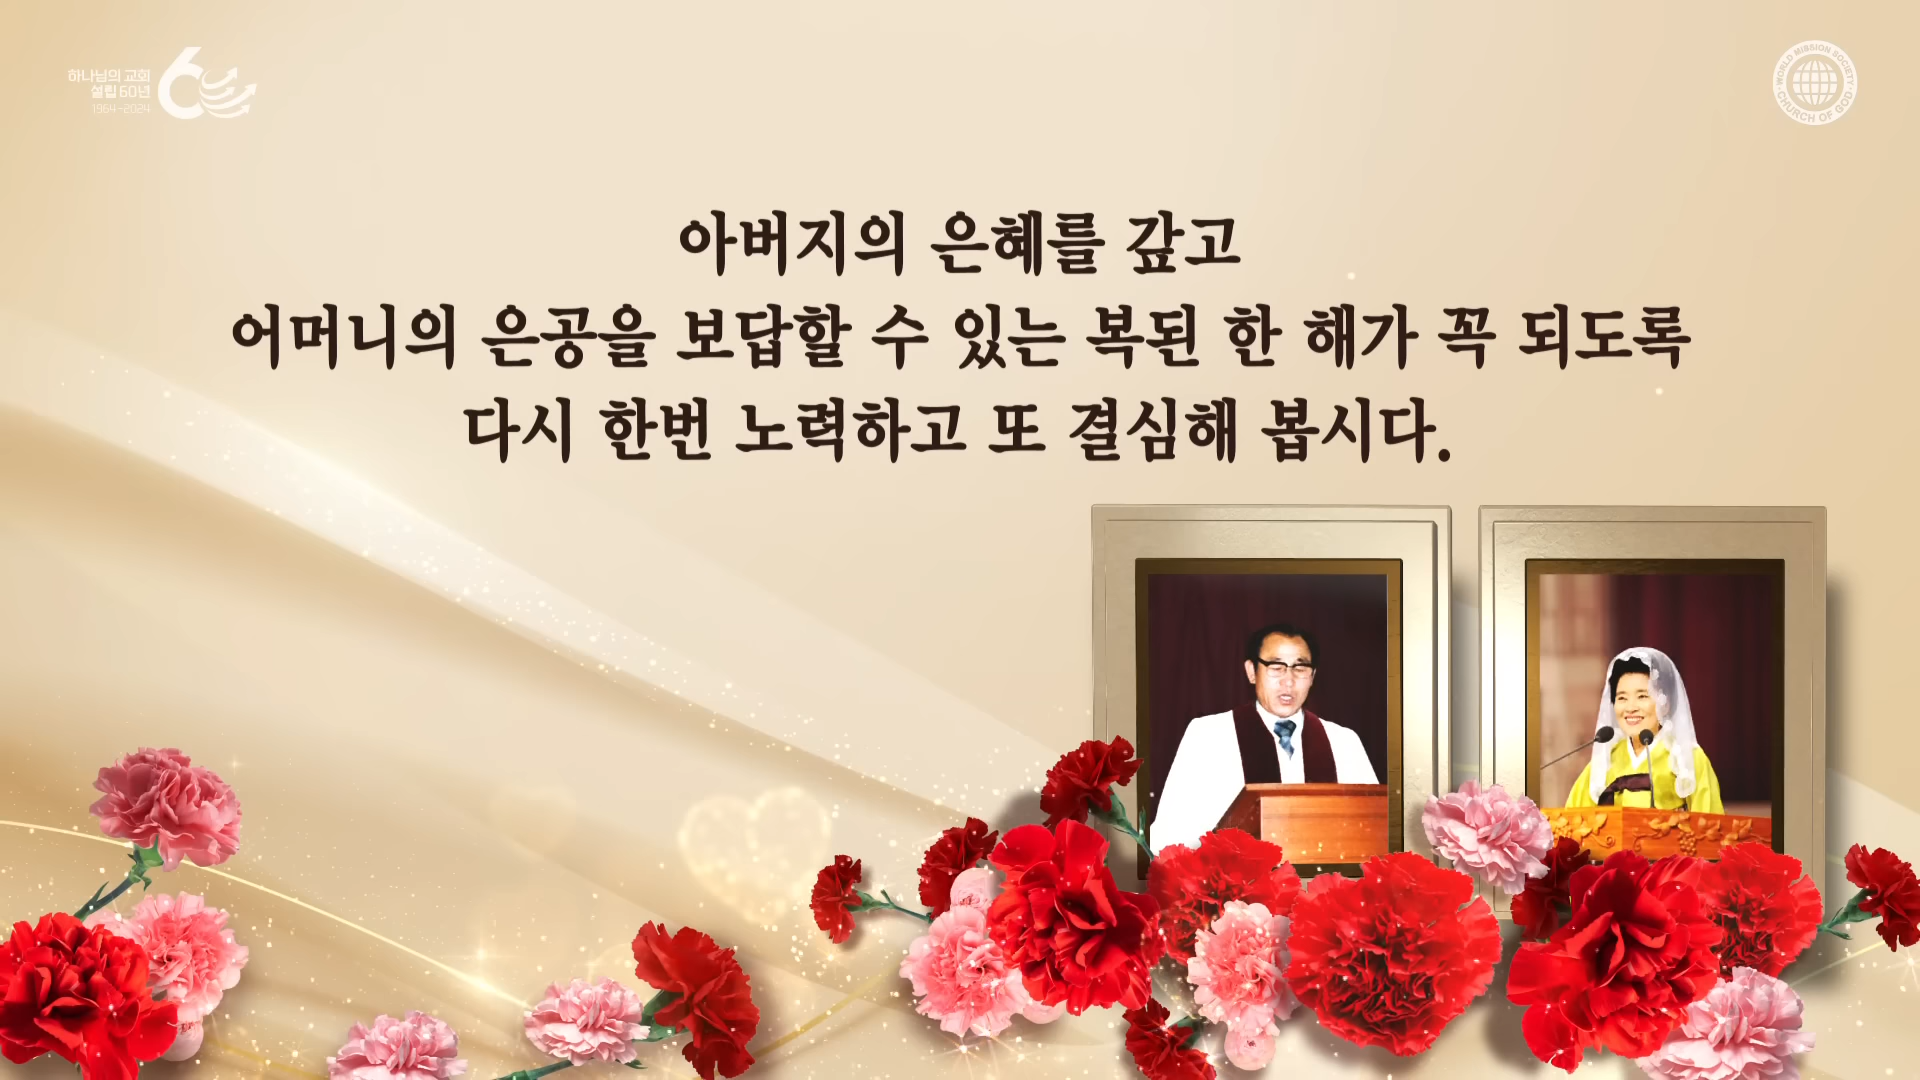 하나님의 교회
설립 60년
1964-2024
60
WORLD MISSION SOCIETY
CHURCH OF GOD
아버지의 은혜를 갚고
어머니의 은공을 보답할 수 있는 복된 한 해가 꼭 되도록
다시 한번 노력하고 또 결심해 봅시다.